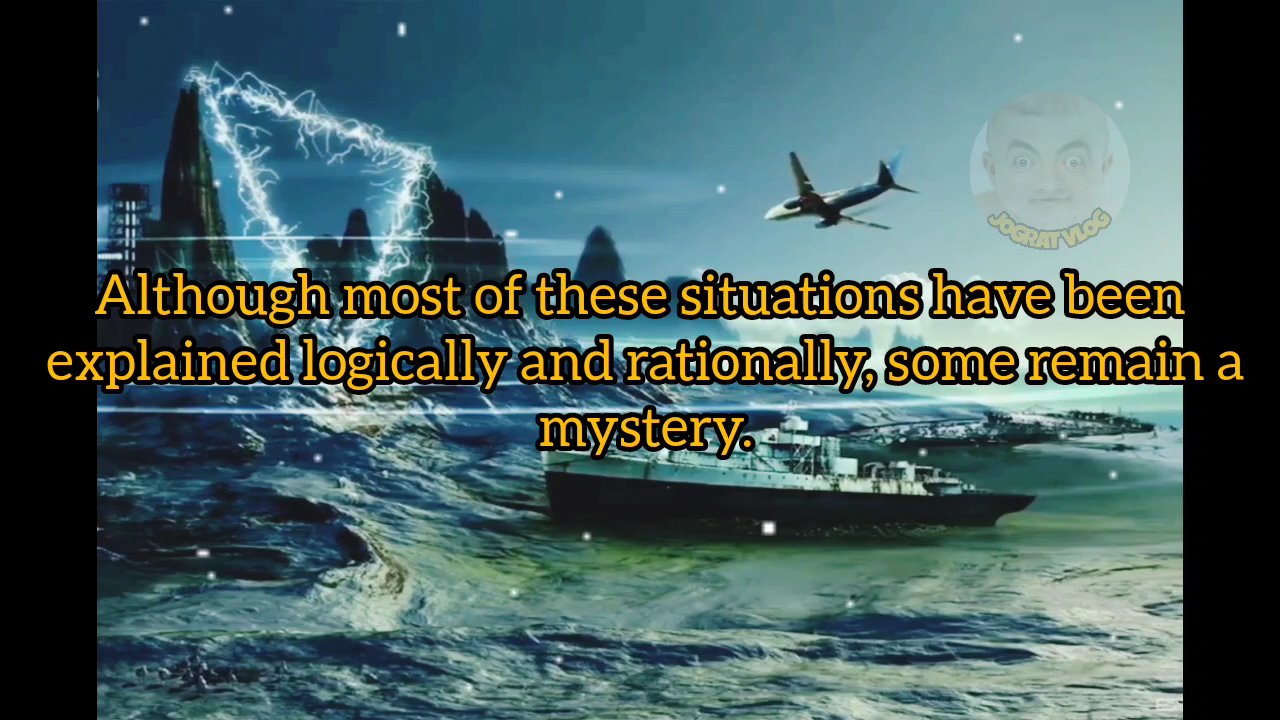 JOGRAT VLOG
Although most of these situations have been
explained logically and rationally, some remain a
mystery.